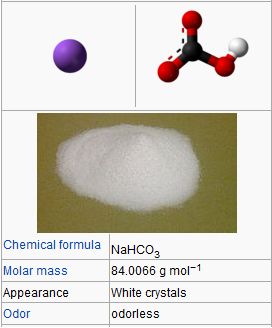 Chemical formula NaHCO₃
Molar mass 84.0066 g mol⁻¹
Appearance White crystals
Odor odorless